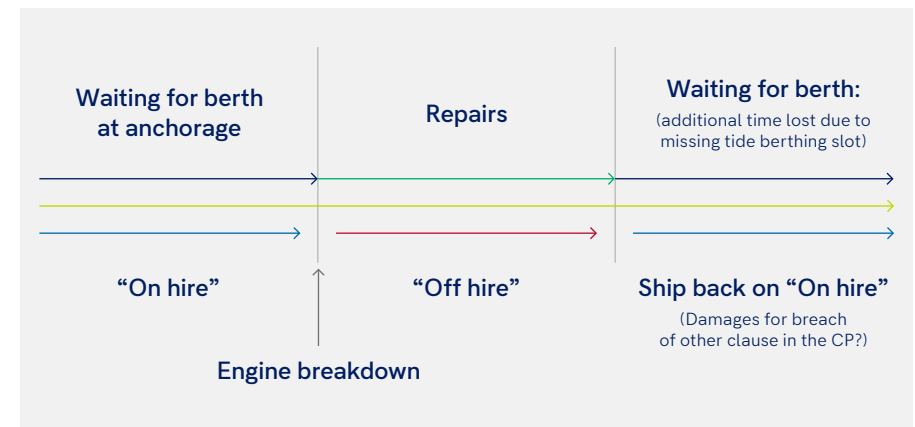 Waiting for berth
at anchorage
Repairs
Waiting for berth:
(additional time lost due to
missing tide berthing slot)
“On hire”
“Off hire”
Ship back on “On hire”
(Damages for breach
of other clause in the CP?)
Engine breakdown